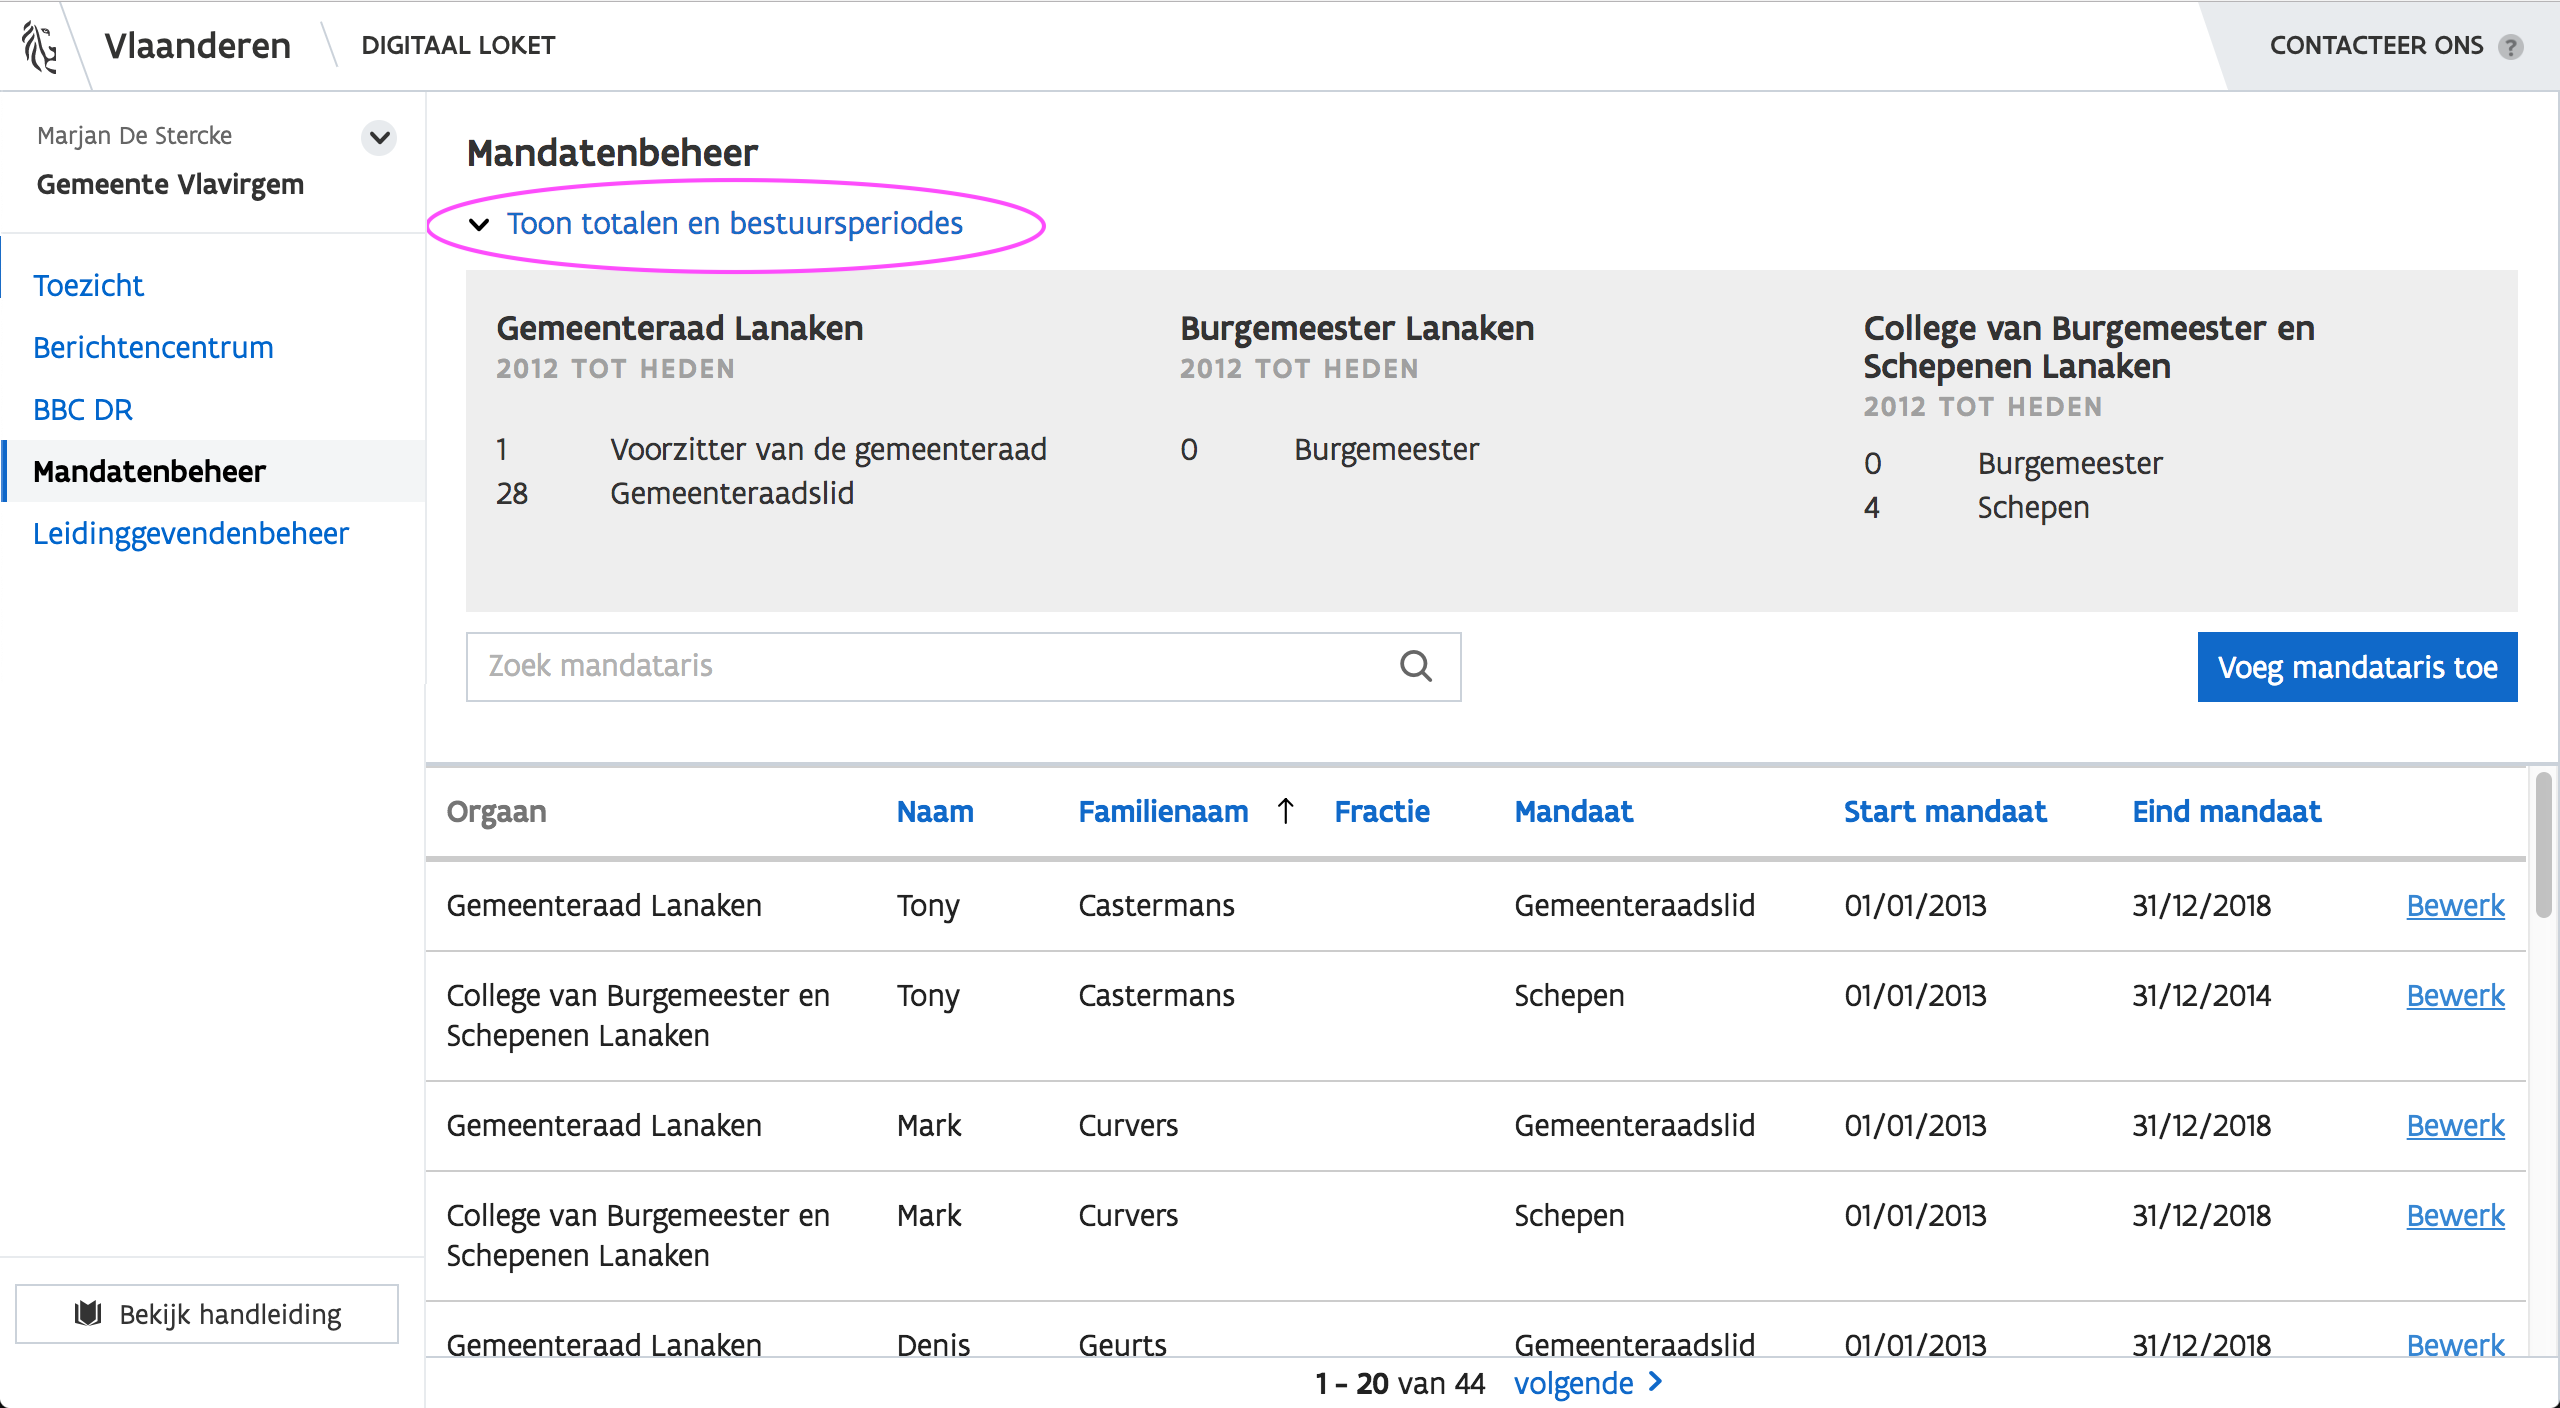 Vlaanderen
DIGITAAL LOKET
CONTACTEER ONS ?
Marjan De Stercke
Gemeente Vlavirgem
Toezicht
Berichtencentrum
BBC DR
Mandatenbeheer
Leidinggevendenbeheer
Bekijk handleiding
Mandatenbeheer
Toon totalen en bestuursperiodes
Gemeenteraad Lanaken
2012 TOT HEDEN
1 Voorzitter van de gemeenteraad
28 Gemeenteraadslid
Burgemeester Lanaken
2012 TOT HEDEN
0 Burgemeester
College van Burgemeester en
Schepenen Lanaken
2012 TOT HEDEN
0 Burgemeester
4 Schepen
Zoek mandataris
Voeg mandataris toe
Orgaan Naam Familienaam ↑ Fractie Mandaat Start mandaat Eind mandaat
Gemeenteraad Lanaken Tony Castermans Gemeenteraadslid 01/01/2013 31/12/2018 Bewerk
College van Burgemeester en Tony Castermans Schepen 01/01/2013 31/12/2014 Bewerk
Schepenen Lanaken
Gemeenteraad Lanaken Mark Curvers Gemeenteraadslid 01/01/2013 31/12/2018 Bewerk
College van Burgemeester en Mark Curvers Schepen 01/01/2013 31/12/2018 Bewerk
Schepenen Lanaken
Gemeenteraad Lanaken Denis Geurts Gemeenteraadslid 01/01/2013 31/12/2018 Bewerk
1 - 20 van 44 volgende